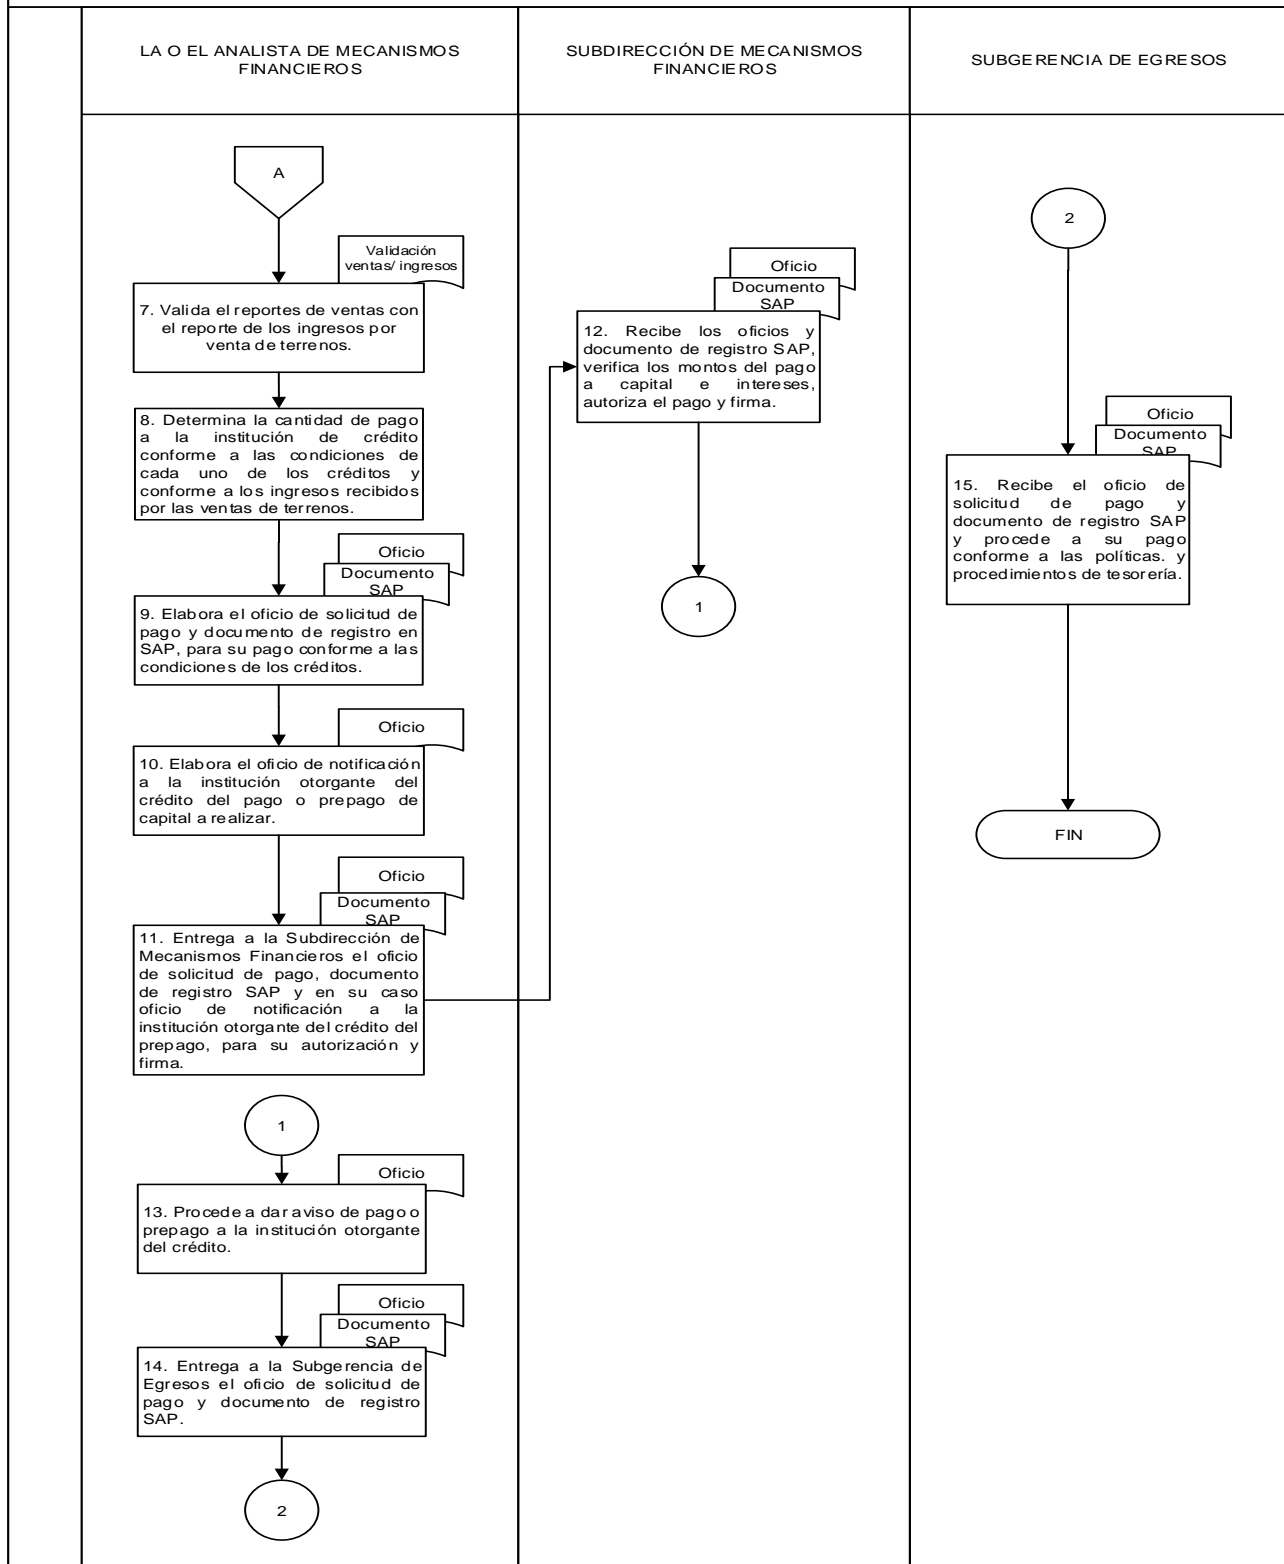 LA O EL ANALISTA DE MECANISMOS
FINANCIEROS
SUBDIRECCIÓN DE MECANISMOS
FINANCIEROS
SUBGERENCIA DE EGRESOS
A
Validación
ventas/ ingresos
7. Valida el reportes de ventas con
el reporte de los ingresos por
venta de terrenos.
8. Determina la cantidad de pago
a la institución de crédito
conforme a las condiciones de
cada uno de los créditos y
conforme a los ingresos recibidos
por las ventas de terrenos.
Oficio
Documento
SAP
9. Elabora el oficio de solicitud de
pago y documento de registro en
SAP, para su pago conforme a las
condiciones de los créditos.
Oficio
10. Elabora el oficio de notificación
a la institución otorgante del
crédito del pago o prepago de
capital a realizar.
Oficio
Documento
SAP
11. Entrega a la Subdirección de
Mecanismos Financieros el oficio
de solicitud de pago, documento
de registro SAP y en su caso
oficio de notificación a la
institución otorgante del crédito del
prepago, para su autorización y
firma.
1
Oficio
13. Procede a dar aviso de pago o
prepago a la institución otorgante
del crédito.
Oficio
Documento
SAP
14. Entrega a la Subgerencia de
Egresos el oficio de solicitud de
pago y documento de registro
SAP.
2
Oficio
Documento
SAP
12. Recibe los oficios y
documento de registro SAP,
verifica los montos del pago
a capital e intereses,
autoriza el pago y firma.
1
2
Oficio
Documento
SAP
15. Recibe el oficio de
solicitud de pago y
documento de registro SAP
y procede a su pago
conforme a las políticas. y
procedimientos de tesorería.
FIN